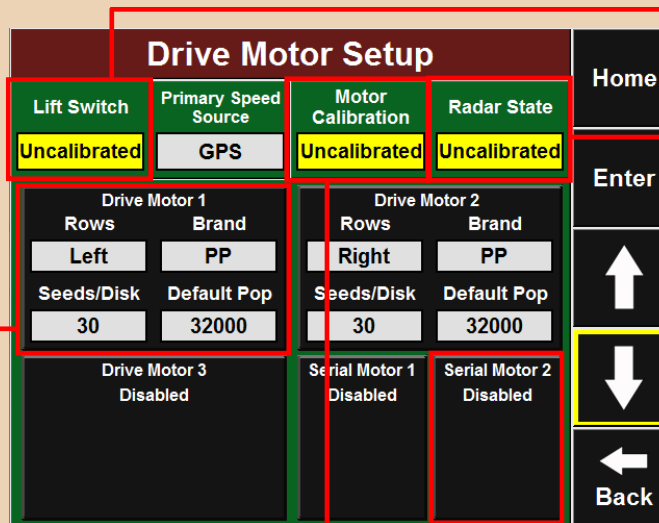 Drive Motor Setup
Home
Lift Switch
Uncalibrated
Primary Speed
Source
GPS
Motor
Calibration
Uncalibrated
Radar State
Uncalibrated
Enter
Drive Motor 1
Rows Brand
Left PP
Seeds/Disk Default Pop
30 32000
Drive Motor 2
Rows Brand
Right PP
Seeds/Disk Default Pop
30 32000
Drive Motor 3
Disabled
Serial Motor 1
Disabled
Serial Motor 2
Disabled
Back